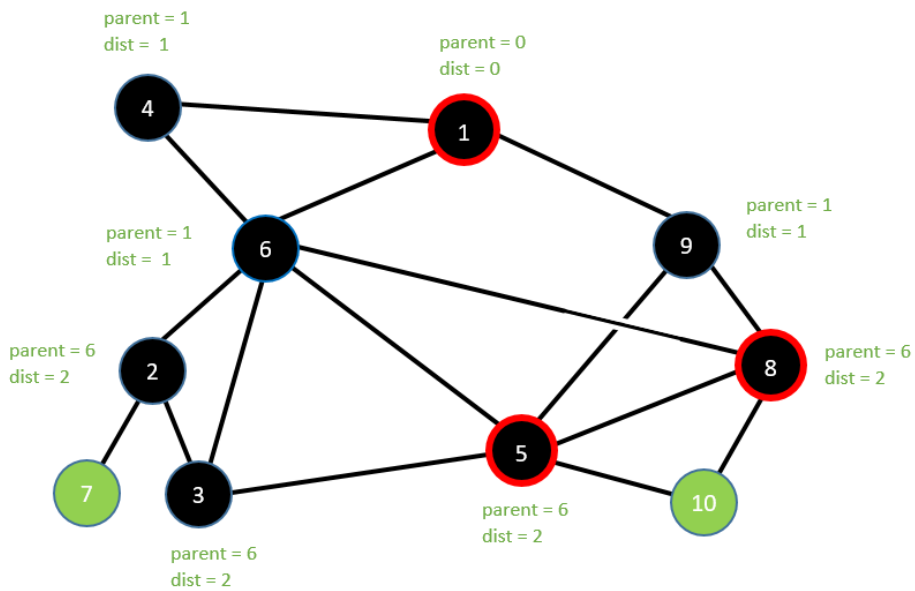 parent = 1
dist =  1
parent = 0
dist = 0
4
1
parent = 1
dist = 1
parent = 1
dist =  1
6
9
parent = 6
dist = 2
2
8
parent = 6
dist = 2
5
7
3
10
parent = 6
dist = 2
parent = 6
dist = 2